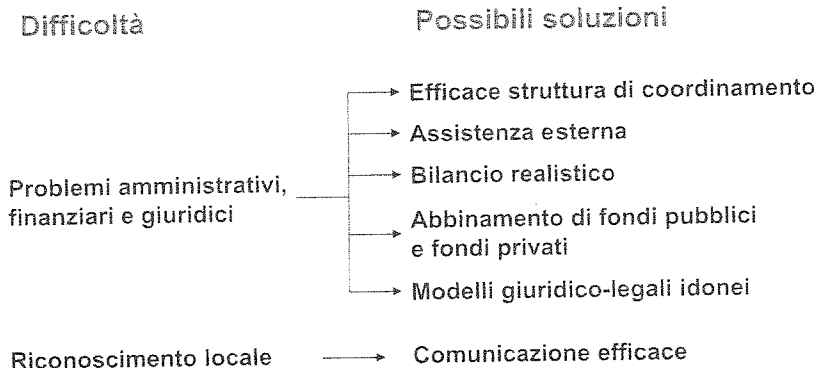 Difficoltà
Possibili soluzioni
Problemi amministrativi,
finanziari e giuridici
Efficace struttura di coordinamento
Assistenza esterna
Bilancio realistico
Abbinamento di fondi pubblici
e fondi privati
Modelli giuridico-legali idonei
Riconoscimento locale
Comunicazione efficace